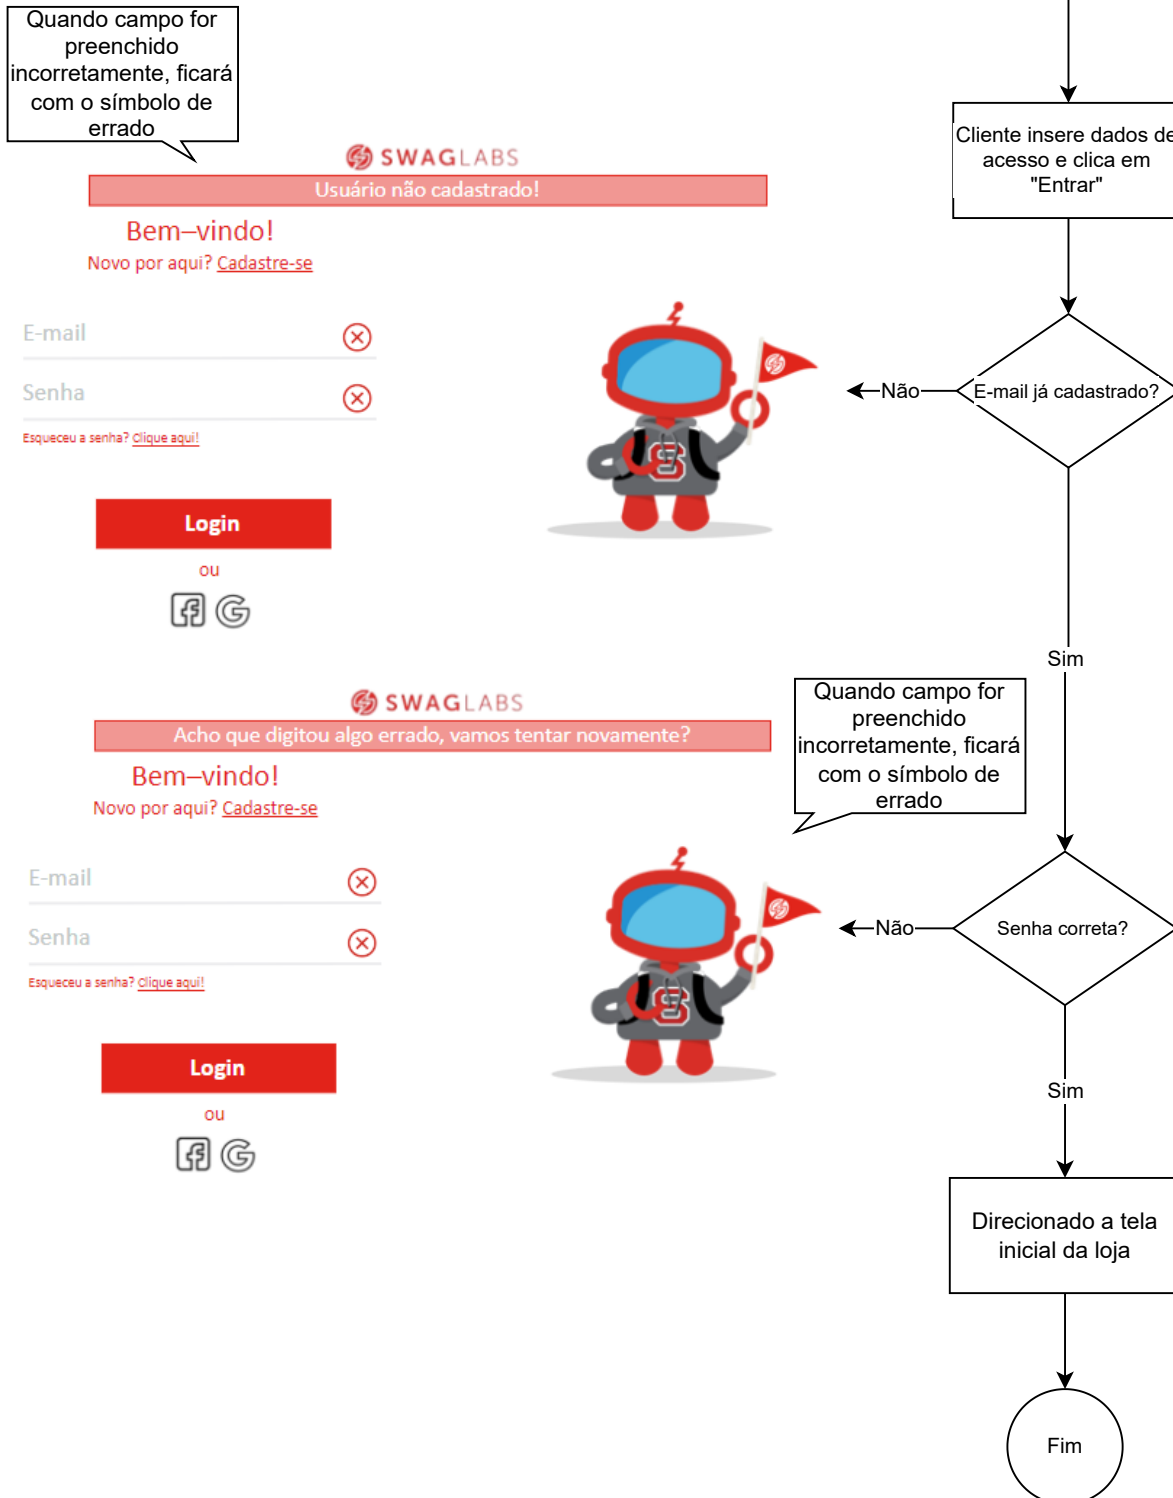 Quando campo for
preenchido
incorretamente, ficará
com o símbolo de
errado
SWAGLABS
Usuário não cadastrado!
Bem–vindo!
Novo por aqui? Cadastre-se
E-mail
Senha
Esqueceu a senha? Clique aqui!
Login
ou
Cliente insere dados de
acesso e clica em
"Entrar"
Não
E-mail já cadastrado?
Sim
SWAGLABS
Acho que digitou algo errado, vamos tentar novamente?
Bem–vindo!
Novo por aqui? Cadastre-se
E-mail
Senha
Esqueceu a senha? Clique aqui!
Login
ou
Quando campo for
preenchido
incorretamente, ficará
com o símbolo de
errado
Não
Senha correta?
Sim
Direcionado a tela
inicial da loja
Fim